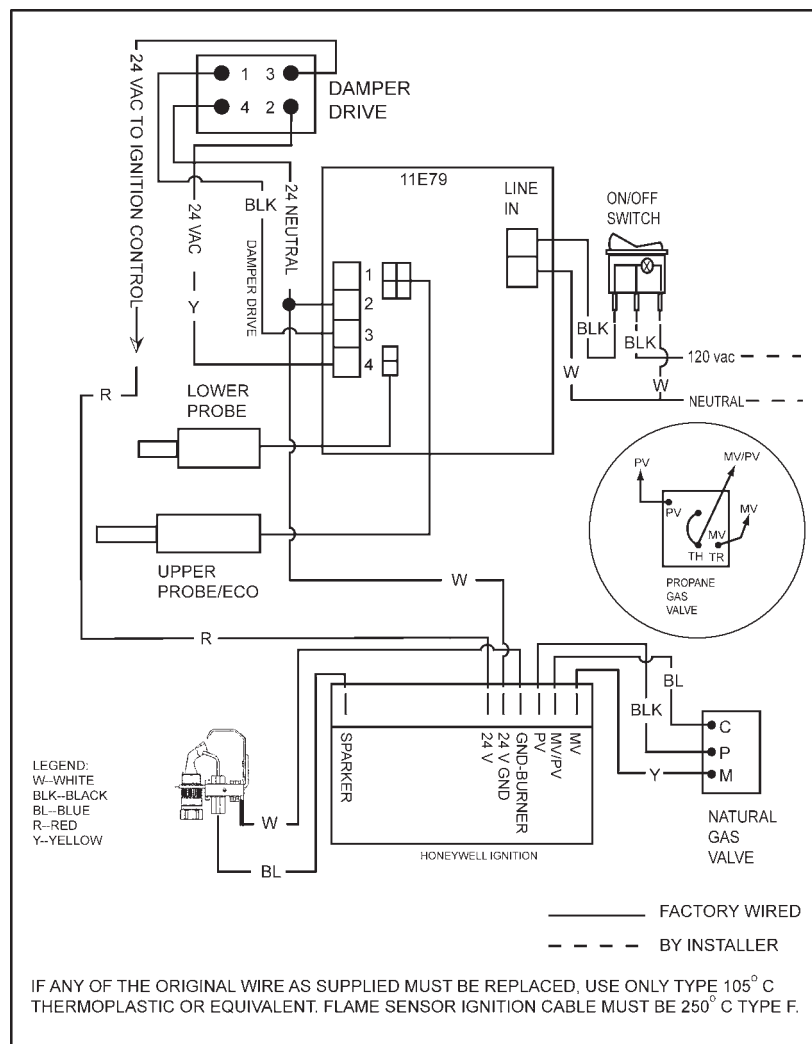 1 3
4 2
DAMPER
DRIVE
24 VAC TO IGNITION CONTROL
24 VAC
Y
BLK
DAMPER DRIVE
24 NEUTRAL
11E79
LINE
IN
ON/OFF
SWITCH
1
2
3
4
BLK
BLK
W
W
120 vac
NEUTRAL
R
LOWER
PROBE
UPPER
PROBE/ECO
PV
MV/PV
MV
PV
MV
TH TR
PROPANE
GAS
VALVE
W
R
BL
BLK
Y
C
P
M
NATURAL
GAS
VALVE
SPARKER
24 V
24 V GND
GND-BURNER
PV
MV/PV
MV
HONEYWELL IGNITION
W
BL
LEGEND:
W--WHITE
BLK--BLACK
BL--BLUE
R--RED
Y--YELLOW
FACTORY WIRED
BY INSTALLER
IF ANY OF THE ORIGINAL WIRE AS SUPPLIED MUST BE REPLACED, USE ONLY TYPE 105° C
THERMOPLASTIC OR EQUIVALENT. FLAME SENSOR IGNITION CABLE MUST BE 250° C TYPE F.